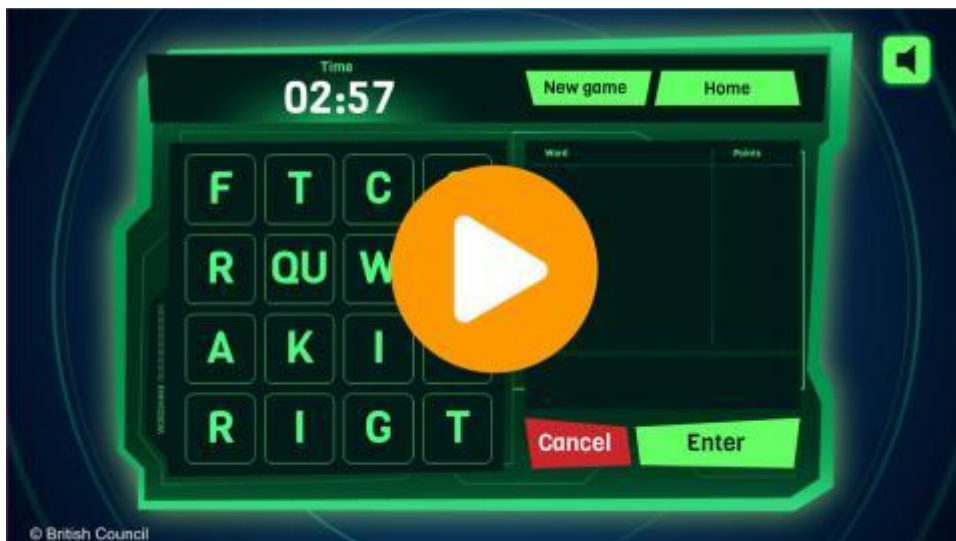 Time
02:57
New game Home
Word Points
F T C
R QU W
A K I
R I G T
Cancel Enter
© British Council